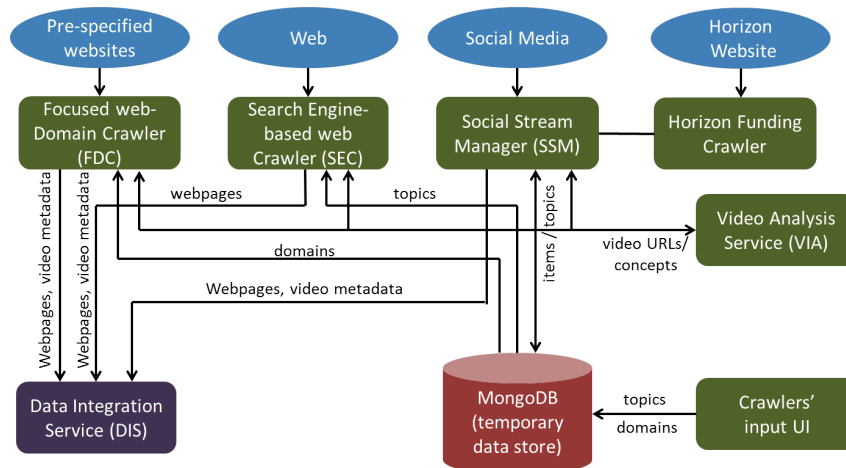 Pre-specified
websites
Web
Social Media
Horizon
Website
Focused web-
Domain Crawler
(FDC)
Search Engine-
based web
Crawler (SEC)
Social Stream
Manager (SSM)
Horizon Funding
Crawler
webpages
topics
Video Analysis
Service (VIA)
video URLs/
concepts
domains
items / topics
Webpages, video metadata
Webpages, video metadata
Webpages, video metadata
Data Integration
Service (DIS)
MongoDB
(temporary
data store)
topics
domains
Crawlers’
input UI